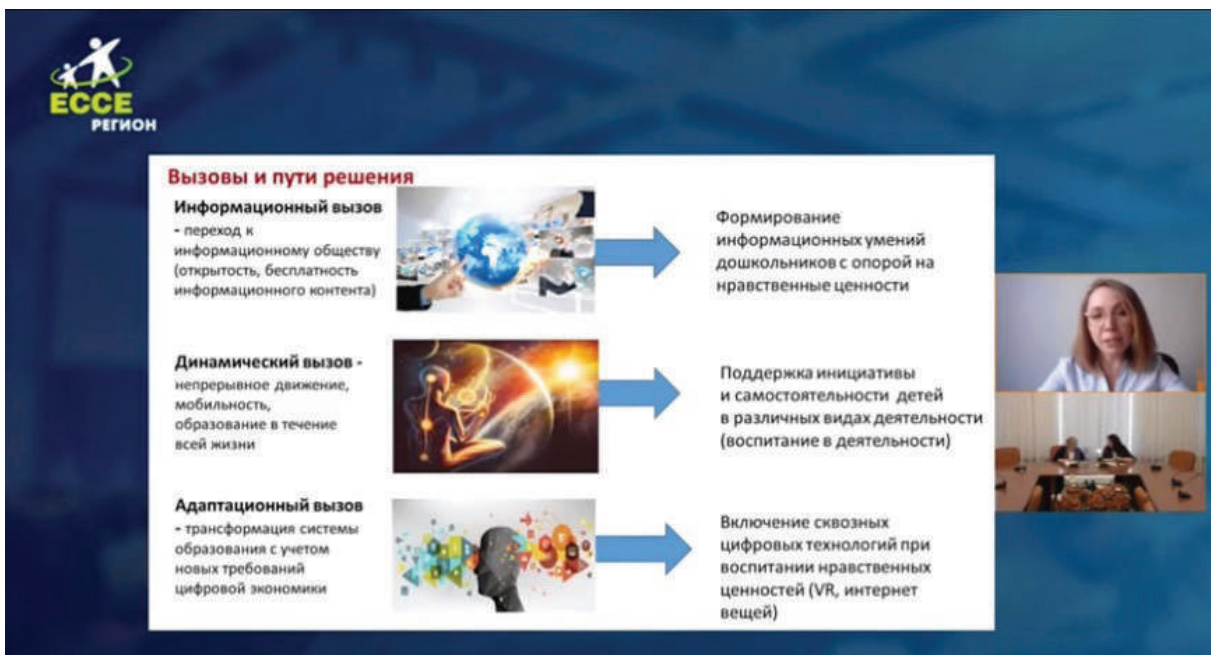 ECCE
РЕГИОН
Вызовы и пути решения
Информационный вызов
- переход к
информационному обществу
(открытость, бесплатность
информационного контента)
Формирование
информационных умений
дошкольников с опорой на
нравственные ценности
Динамический вызов -
непрерывное движение,
мобильность,
образование в течение
всей жизни
Поддержка инициативы
и самостоятельности детей
в различных видах деятельности
(воспитание в деятельности)
Адаптационный вызов
- трансформация системы
образования с учетом
новых требований
цифровой экономики
Включение сквозных
цифровых технологий при
воспитании нравственных
ценностей (VR, интернет
вещей)